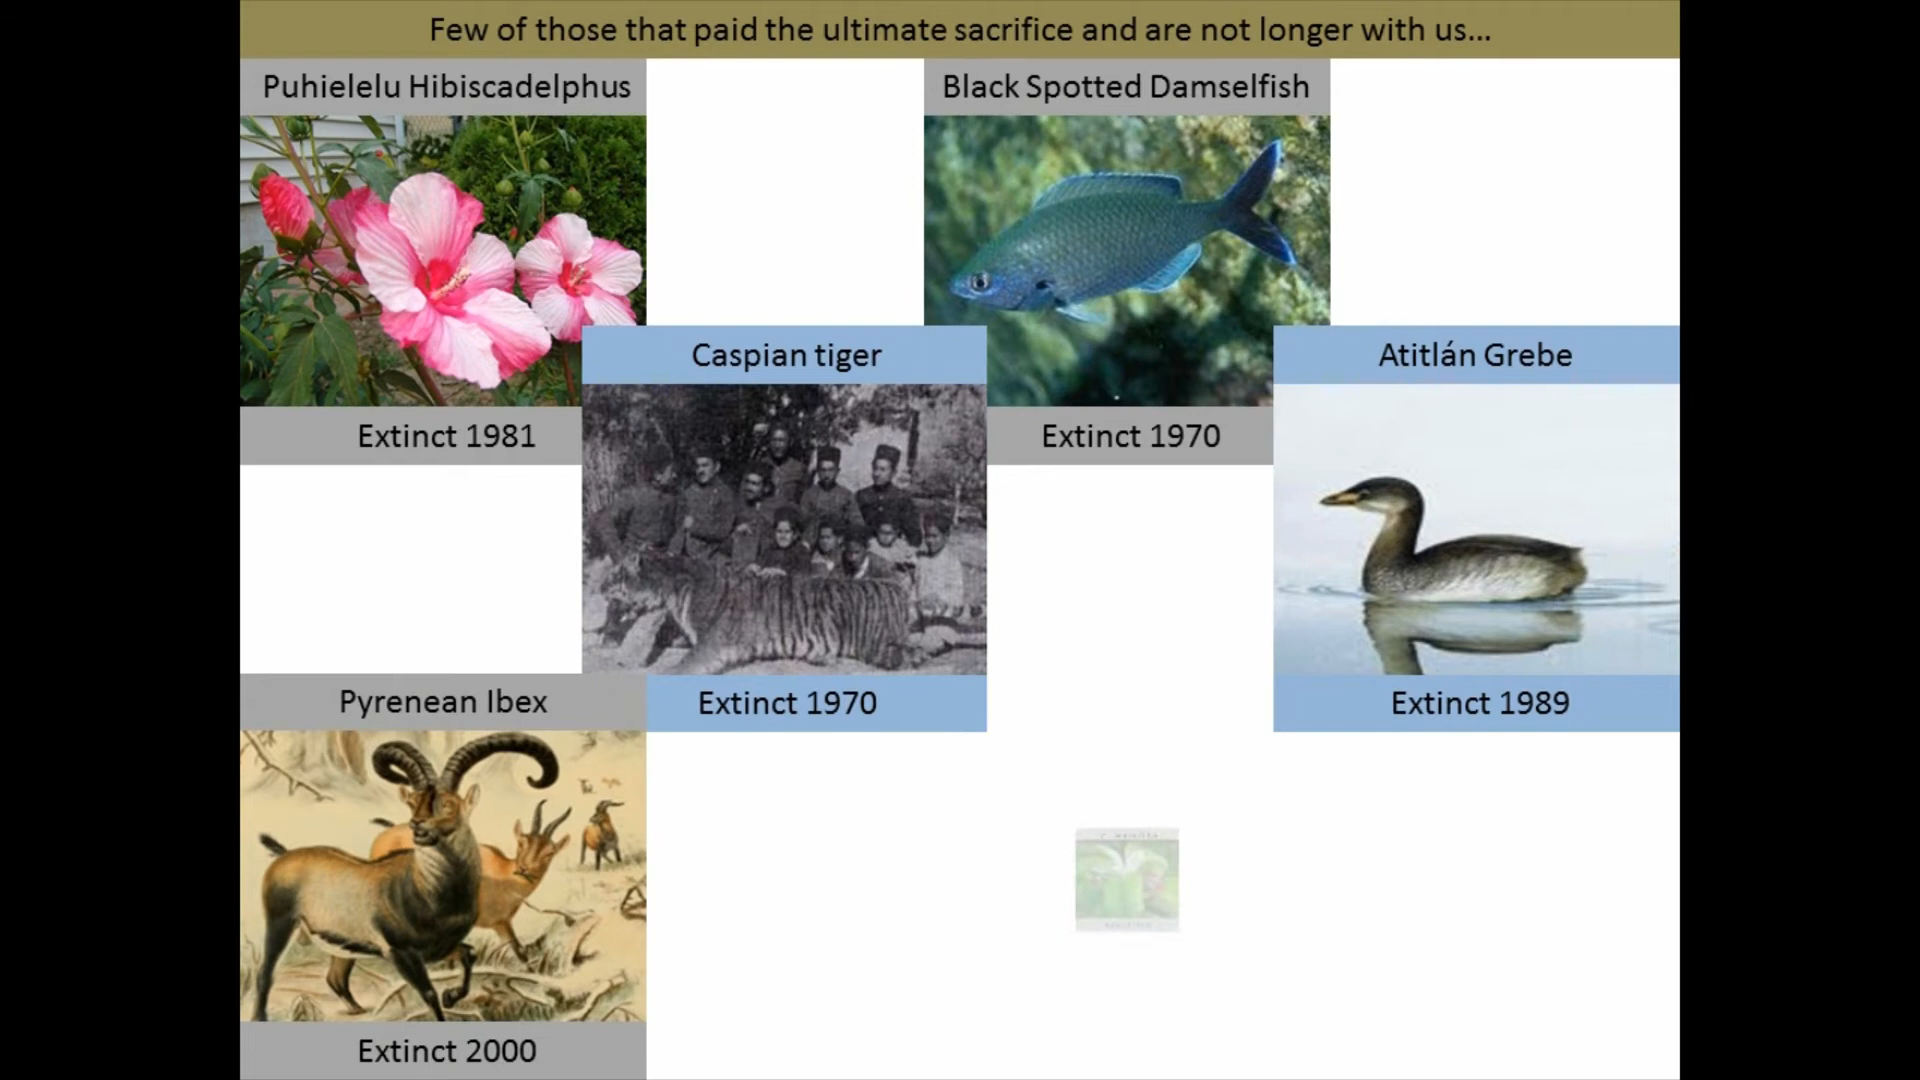 Few of those that paid the ultimate sacrifice and are not longer with us...
Puhielelu Hibiscadelphus
Extinct 1981
Black Spotted Damselfish
Extinct 1970
Caspian tiger
Extinct 1970
Atitlán Grebe
Extinct 1989
Pyrenean Ibex
Extinct 2000